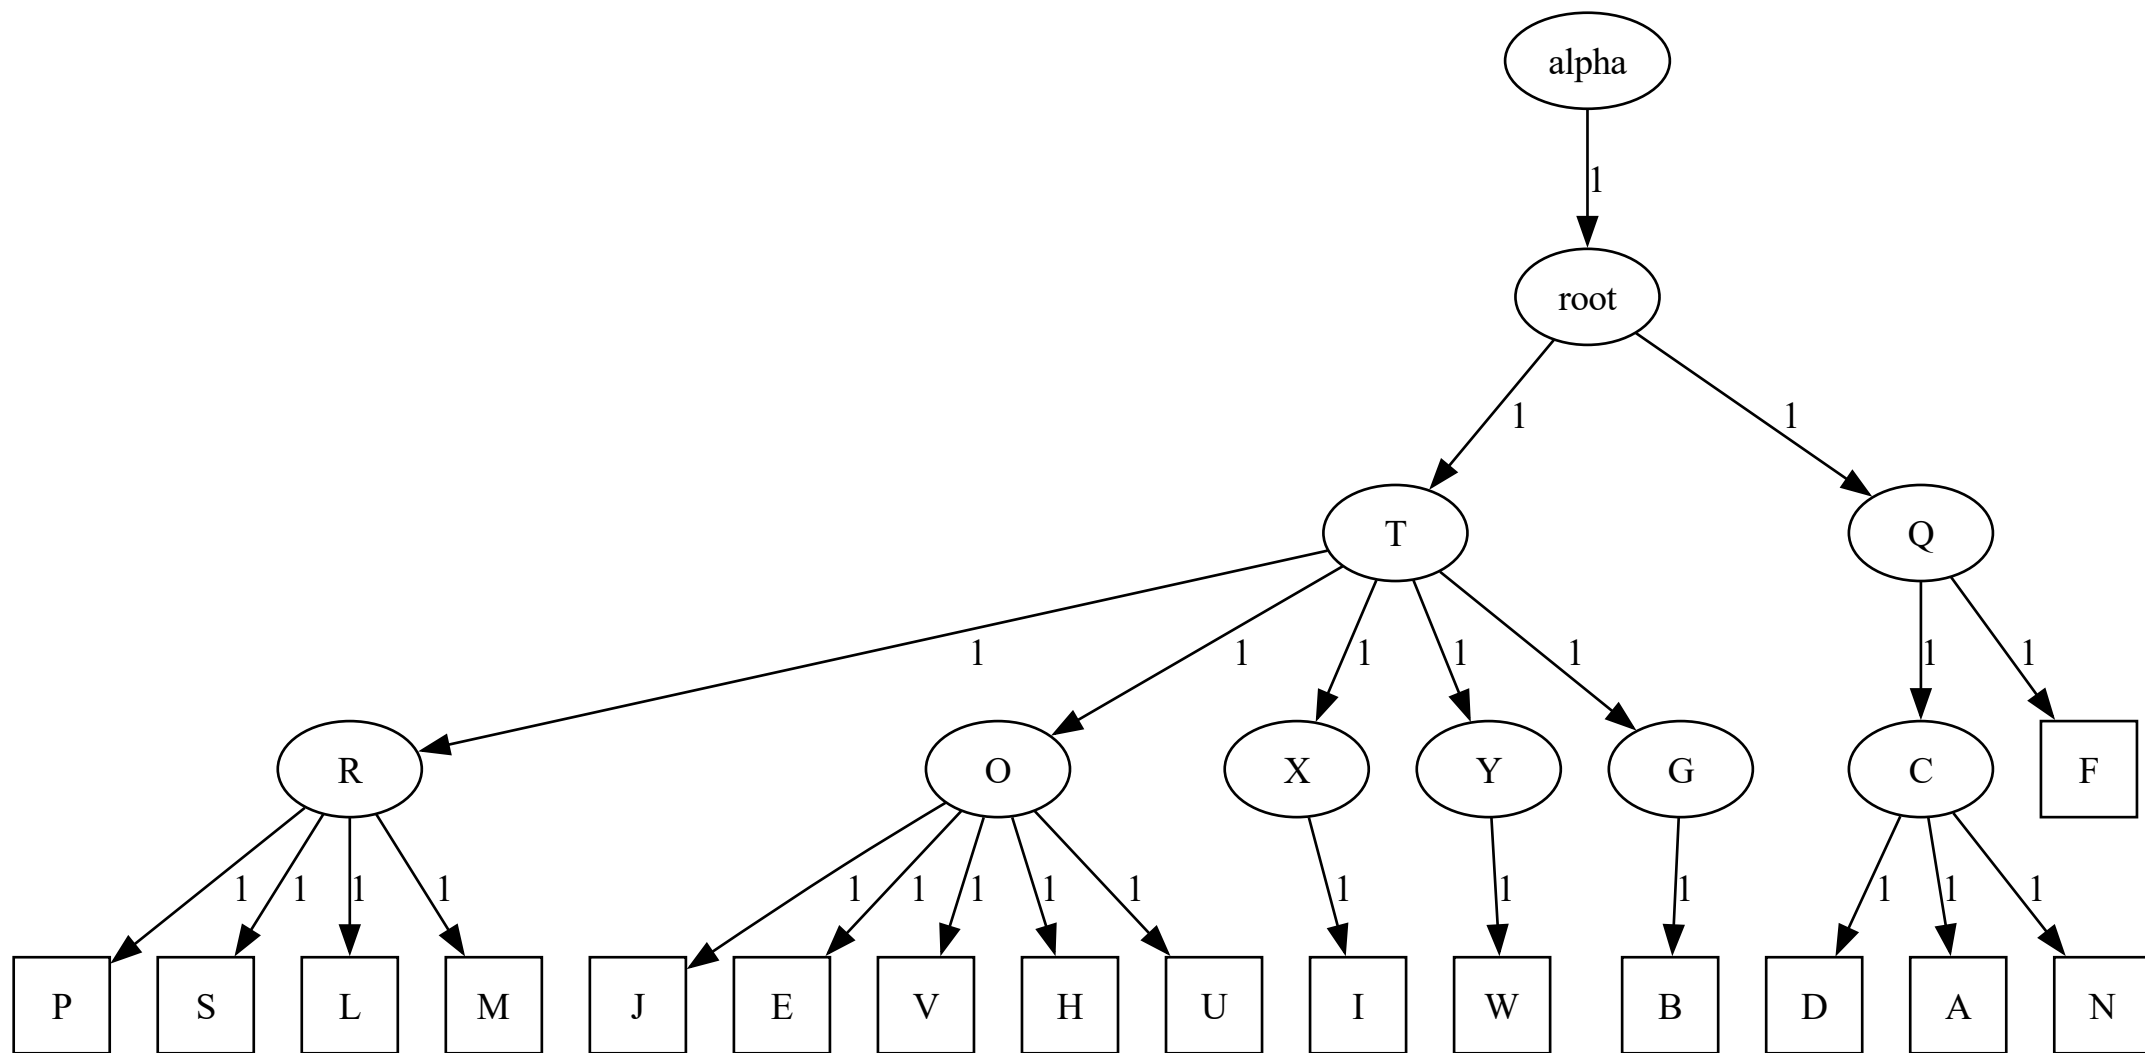 alpha
1
root
1 1
T Q
1 1 1 1 1 1 1
R O X Y G C F
1 1 1 1 1 1 1 1 1 1 1 1 1 1 1
P S L M J E V H U I W B D A N